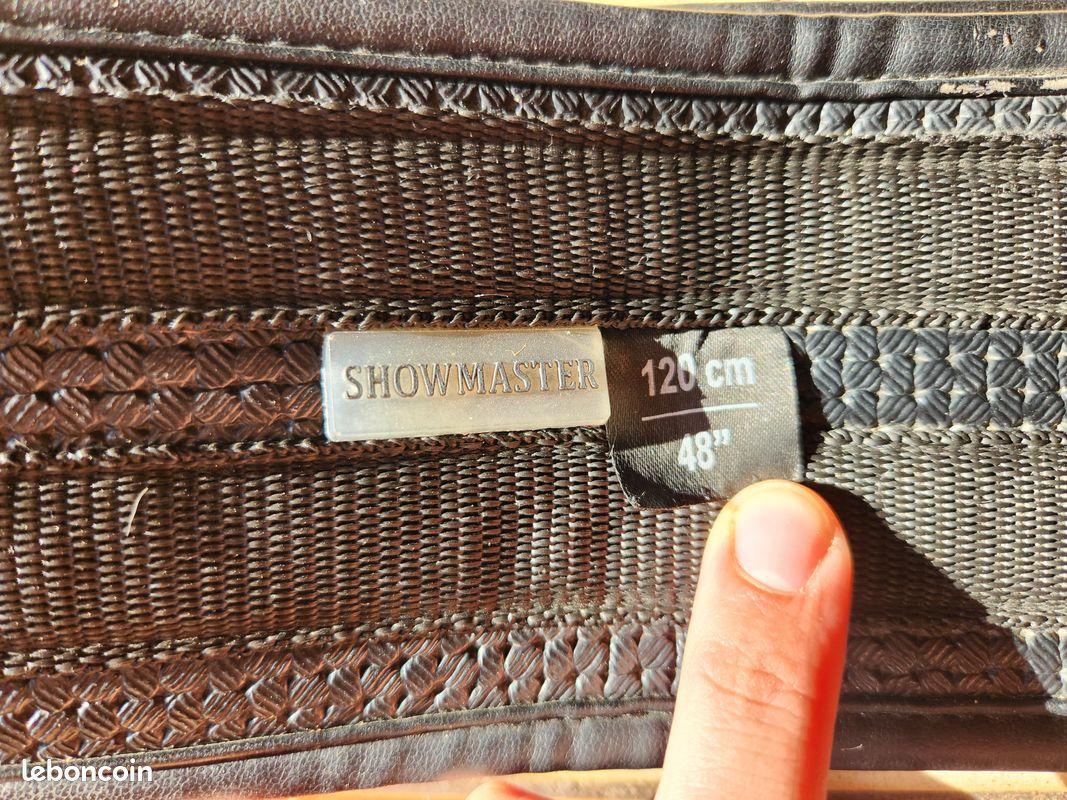 SHOWMASTER
120 cm
48”
leboncoin